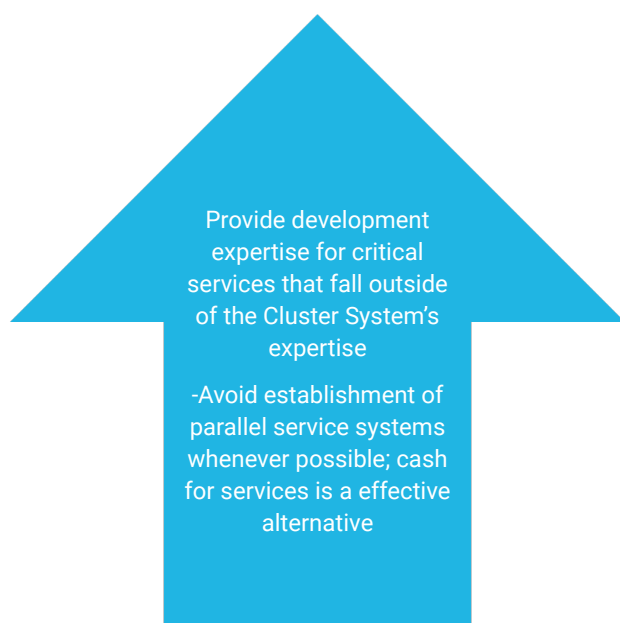 Provide development
expertise for critical
services that fall outside
of the Cluster System’s
expertise
-Avoid establishment of
parallel service systems
whenever possible; cash
for services is a effective
alternative